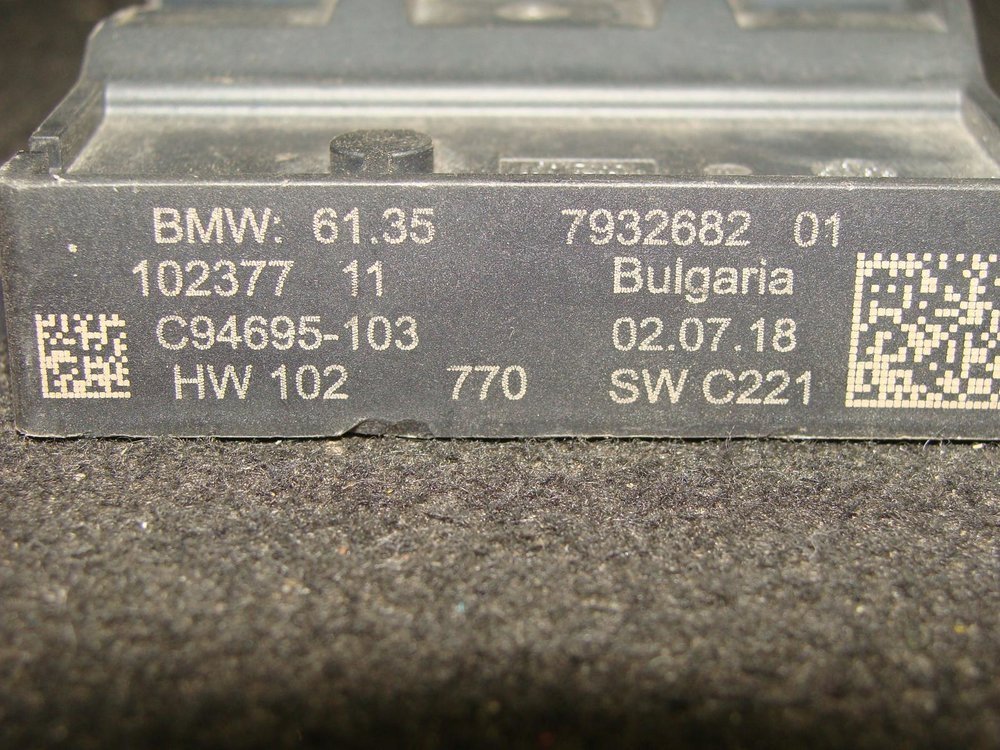 BMW: 61.35 7932682 01
102377 11 Bulgaria
C94695-103 02.07.18
HW 102 770 SW C221